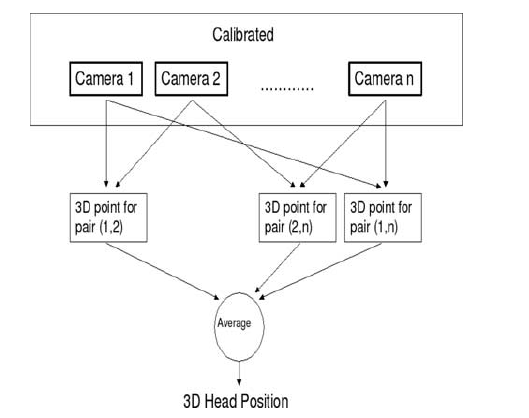 Calibrated
Camera 1
Camera 2
............
Camera n
3D point for
pair (1,2)
3D point for
pair (2,n)
3D point for
pair (1,n)
Average
3D Head Position